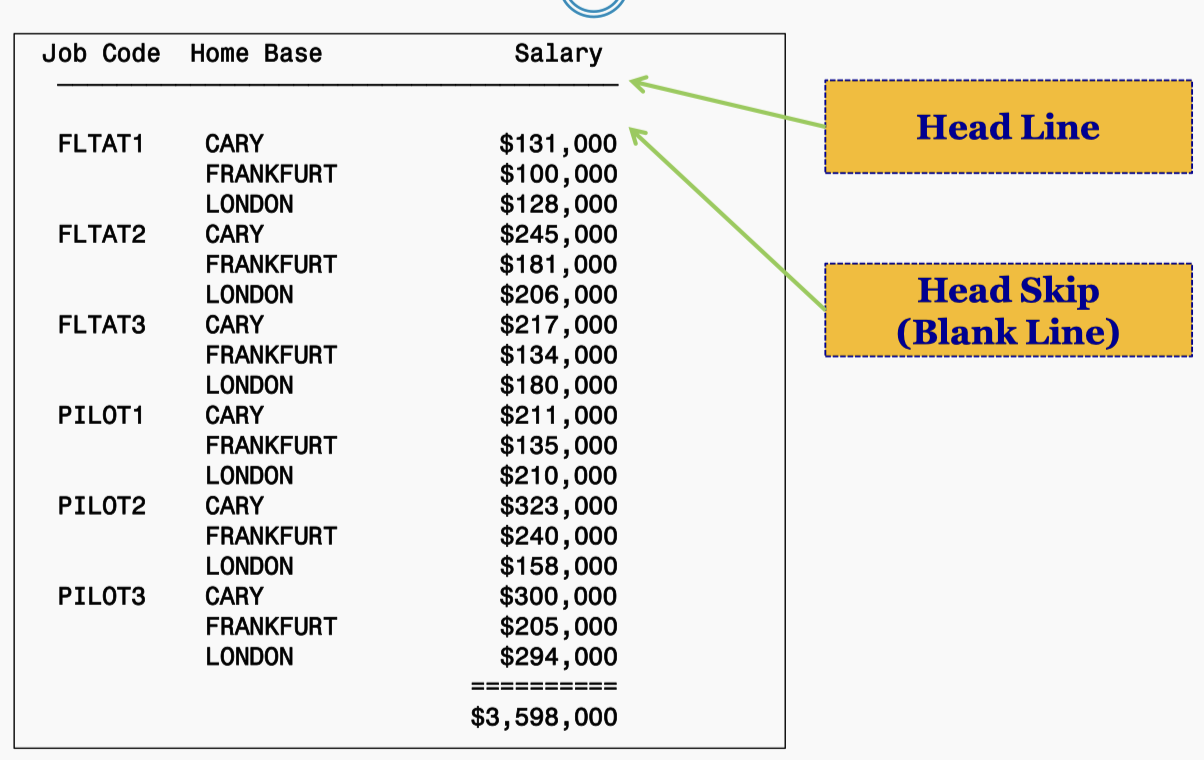 Job Code Home Base Salary
FLTAT1 CARY $131,000
FRANKFURT $100,000
LONDON $128,000
FLTAT2 CARY $245,000
FRANKFURT $181,000
LONDON $206,000
FLTAT3 CARY $217,000
FRANKFURT $134,000
LONDON $180,000
PILOT1 CARY $211,000
FRANKFURT $135,000
LONDON $210,000
PILOT2 CARY $323,000
FRANKFURT $240,000
LONDON $158,000
PILOT3 CARY $300,000
FRANKFURT $205,000
LONDON $294,000
==========
$3,598,000
Head Line
Head Skip
(Blank Line)